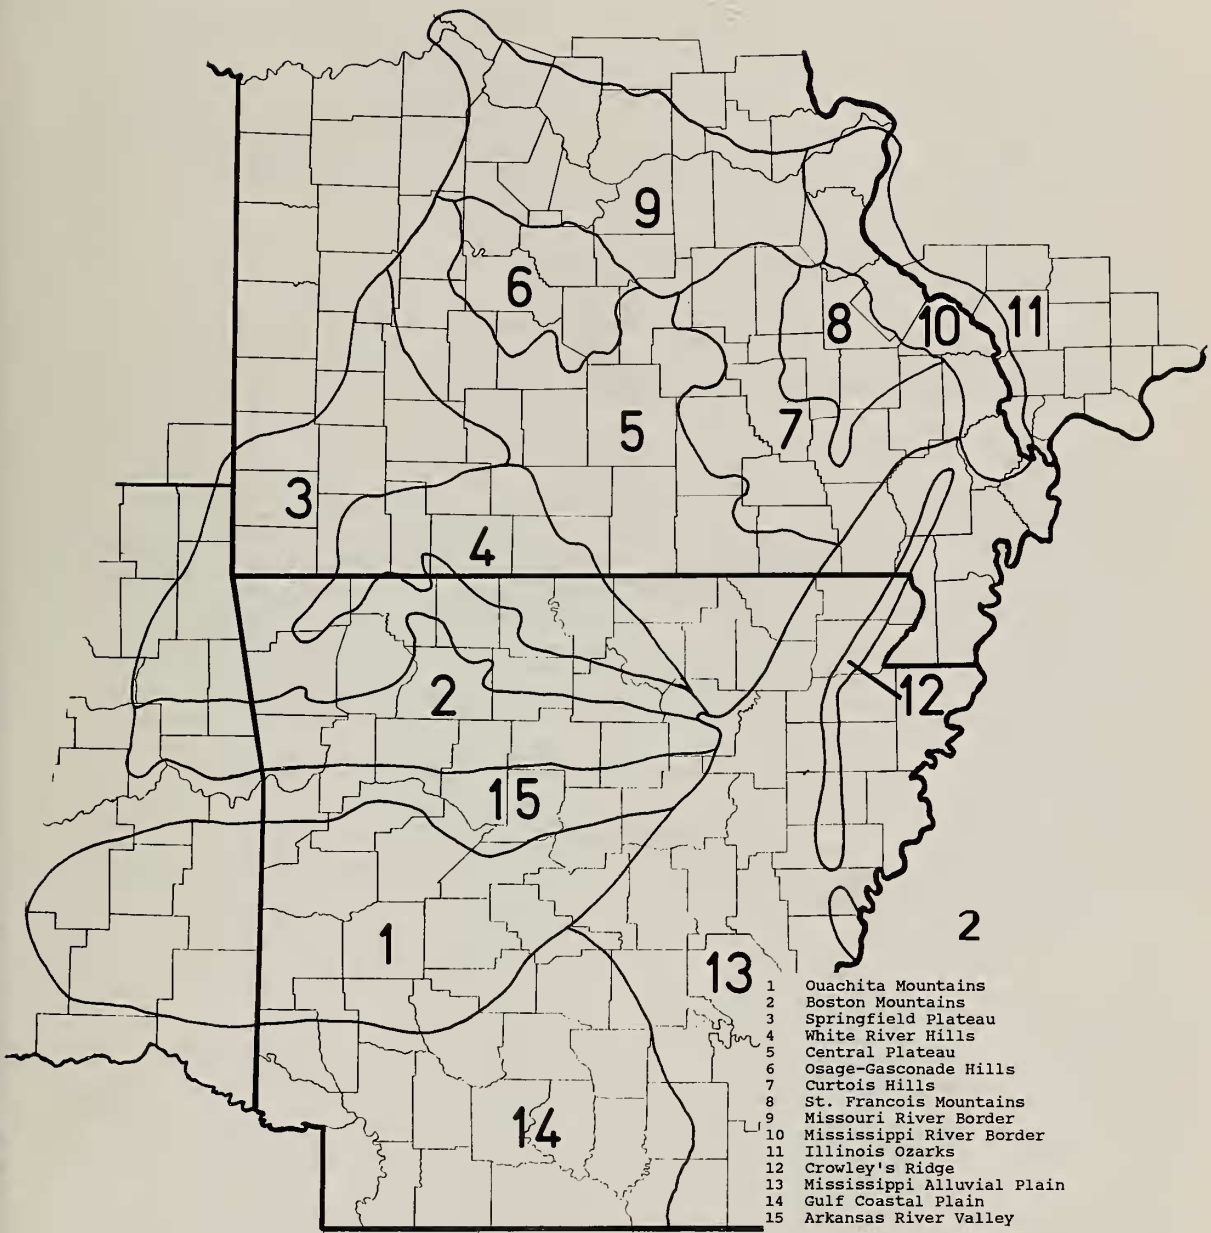 9
6
11
8
10
5
7
3
4
2
12
15
1
2
13
14
1 Ouachita Mountains
2 Boston Mountains
3 Springfield Plateau
4 White River Hills
5 Central Plateau
6 Osage-Gasconade Hills
7 Curtois Hills
8 St. Francois Mountains
9 Missouri River Border
10 Mississippi River Border
11 Illinois Ozarks
12 Crowley's Ridge
13 Mississippi Alluvial Plain
14 Gulf Coastal Plain
15 Arkansas River Valley